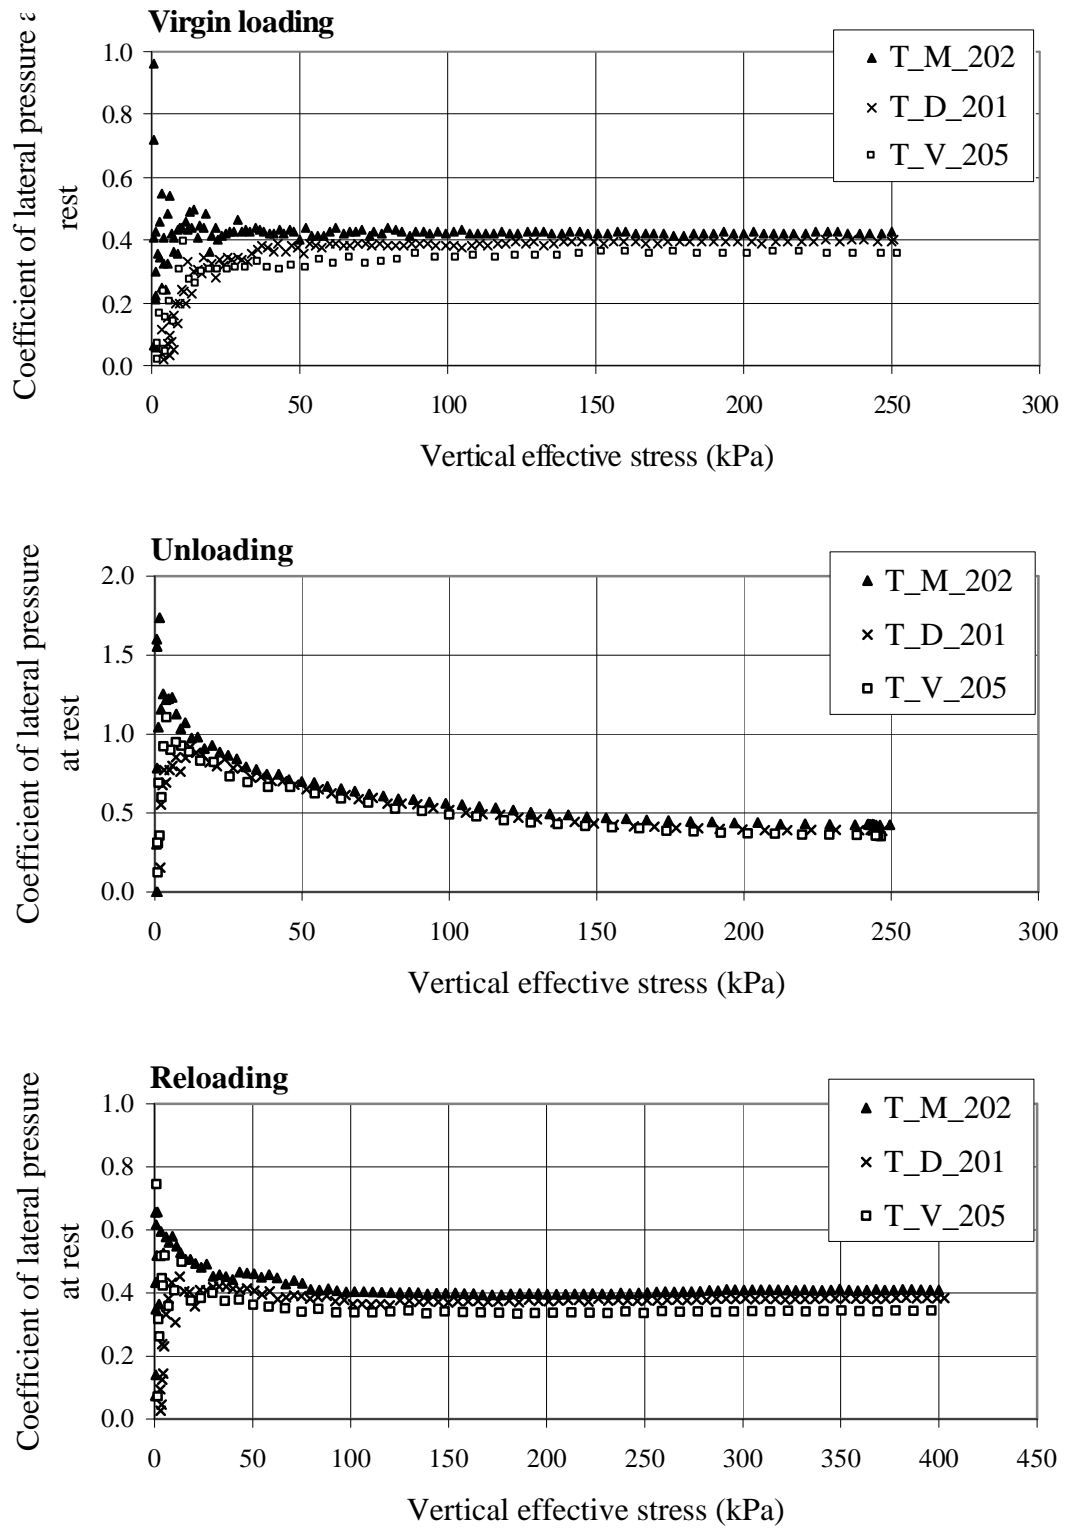 Virgin loading
Coefficient of lateral pressure a
rest
1.0
0.8
0.6
0.4
0.2
0.0
0 50 100 150 200 250 300
Vertical effective stress (kPa)
T_M_202
T_D_201
T_V_205
Unloading
Coefficient of lateral pressure
at rest
2.0
1.5
1.0
0.5
0.0
0 50 100 150 200 250 300
Vertical effective stress (kPa)
T_M_202
T_D_201
T_V_205
Reloading
Coefficient of lateral pressure
at rest
1.0
0.8
0.6
0.4
0.2
0.0
0 50 100 150 200 250 300 350 400 450
Vertical effective stress (kPa)
T_M_202
T_D_201
T_V_205